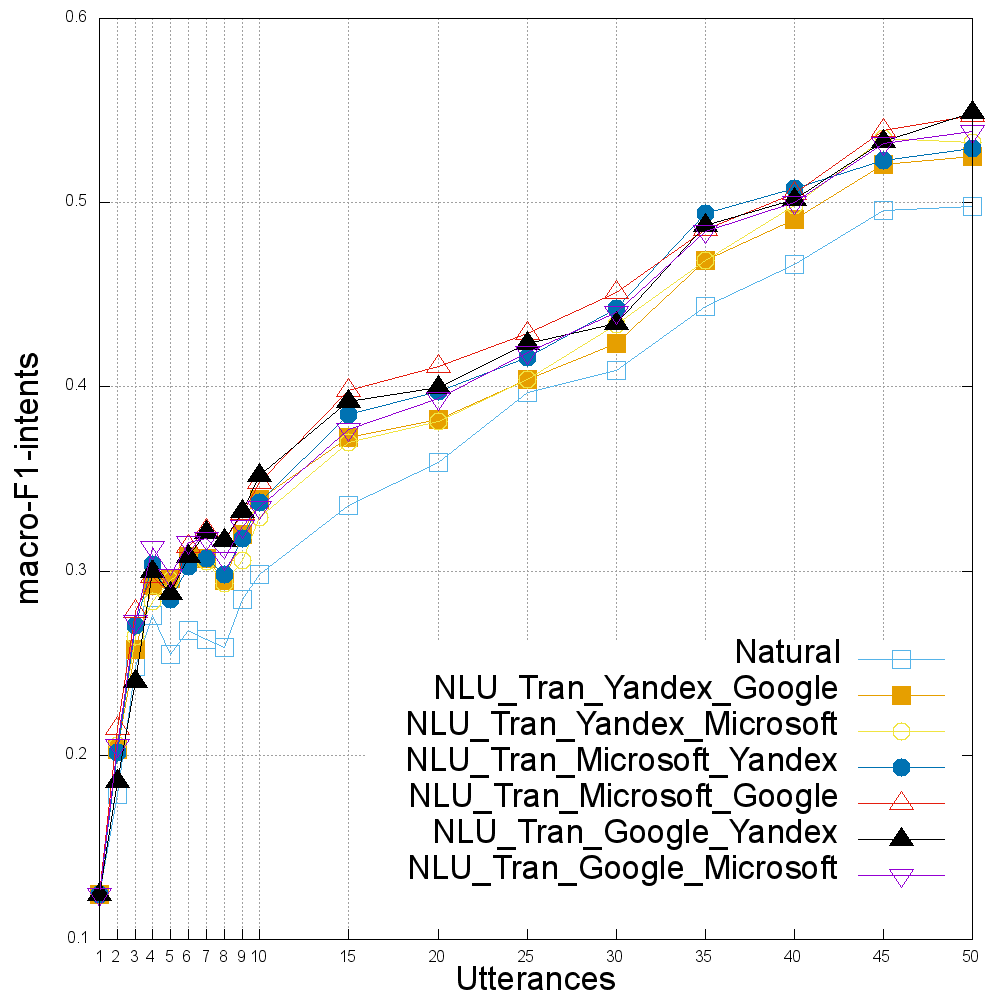 0.6
0.5
0.4
0.3
0.2
0.1
macro-F1-intents
Natural
NLU_Tran_Yandex_Google
NLU_Tran_Yandex_Microsoft
NLU_Tran_Microsoft_Yandex
NLU_Tran_Microsoft_Google
NLU_Tran_Google_Yandex
NLU_Tran_Google_Microsoft
1 2 3 4 5 6 7 8 9 10 15 20 25 30 35 40 45 50
Utterances